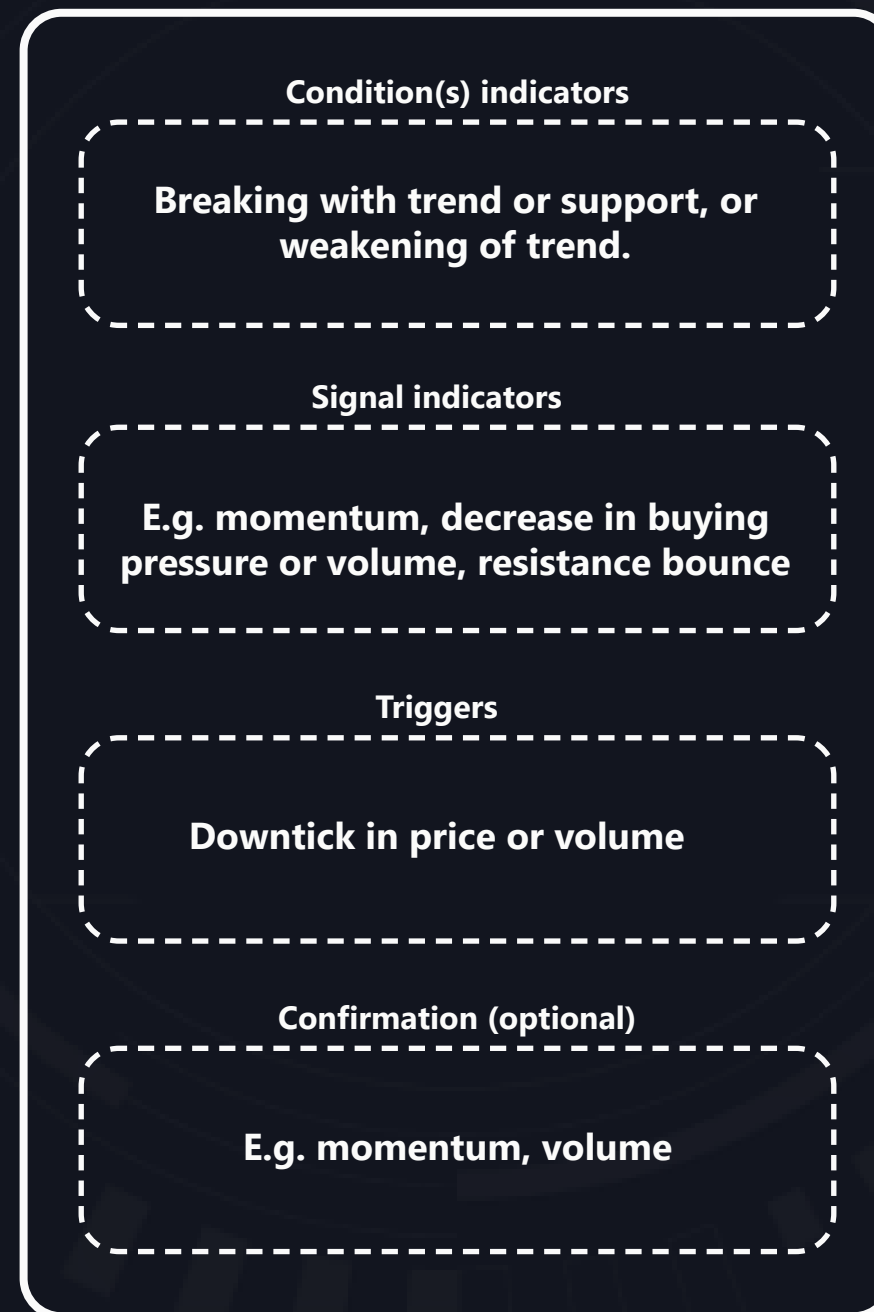 Condition(s) indicators
Breaking with trend or support, or
weakening of trend.
Signal indicators
E.g. momentum, decrease in buying
pressure or volume, resistance bounce
Triggers
Downtick in price or volume
Confirmation (optional)
E.g. momentum, volume